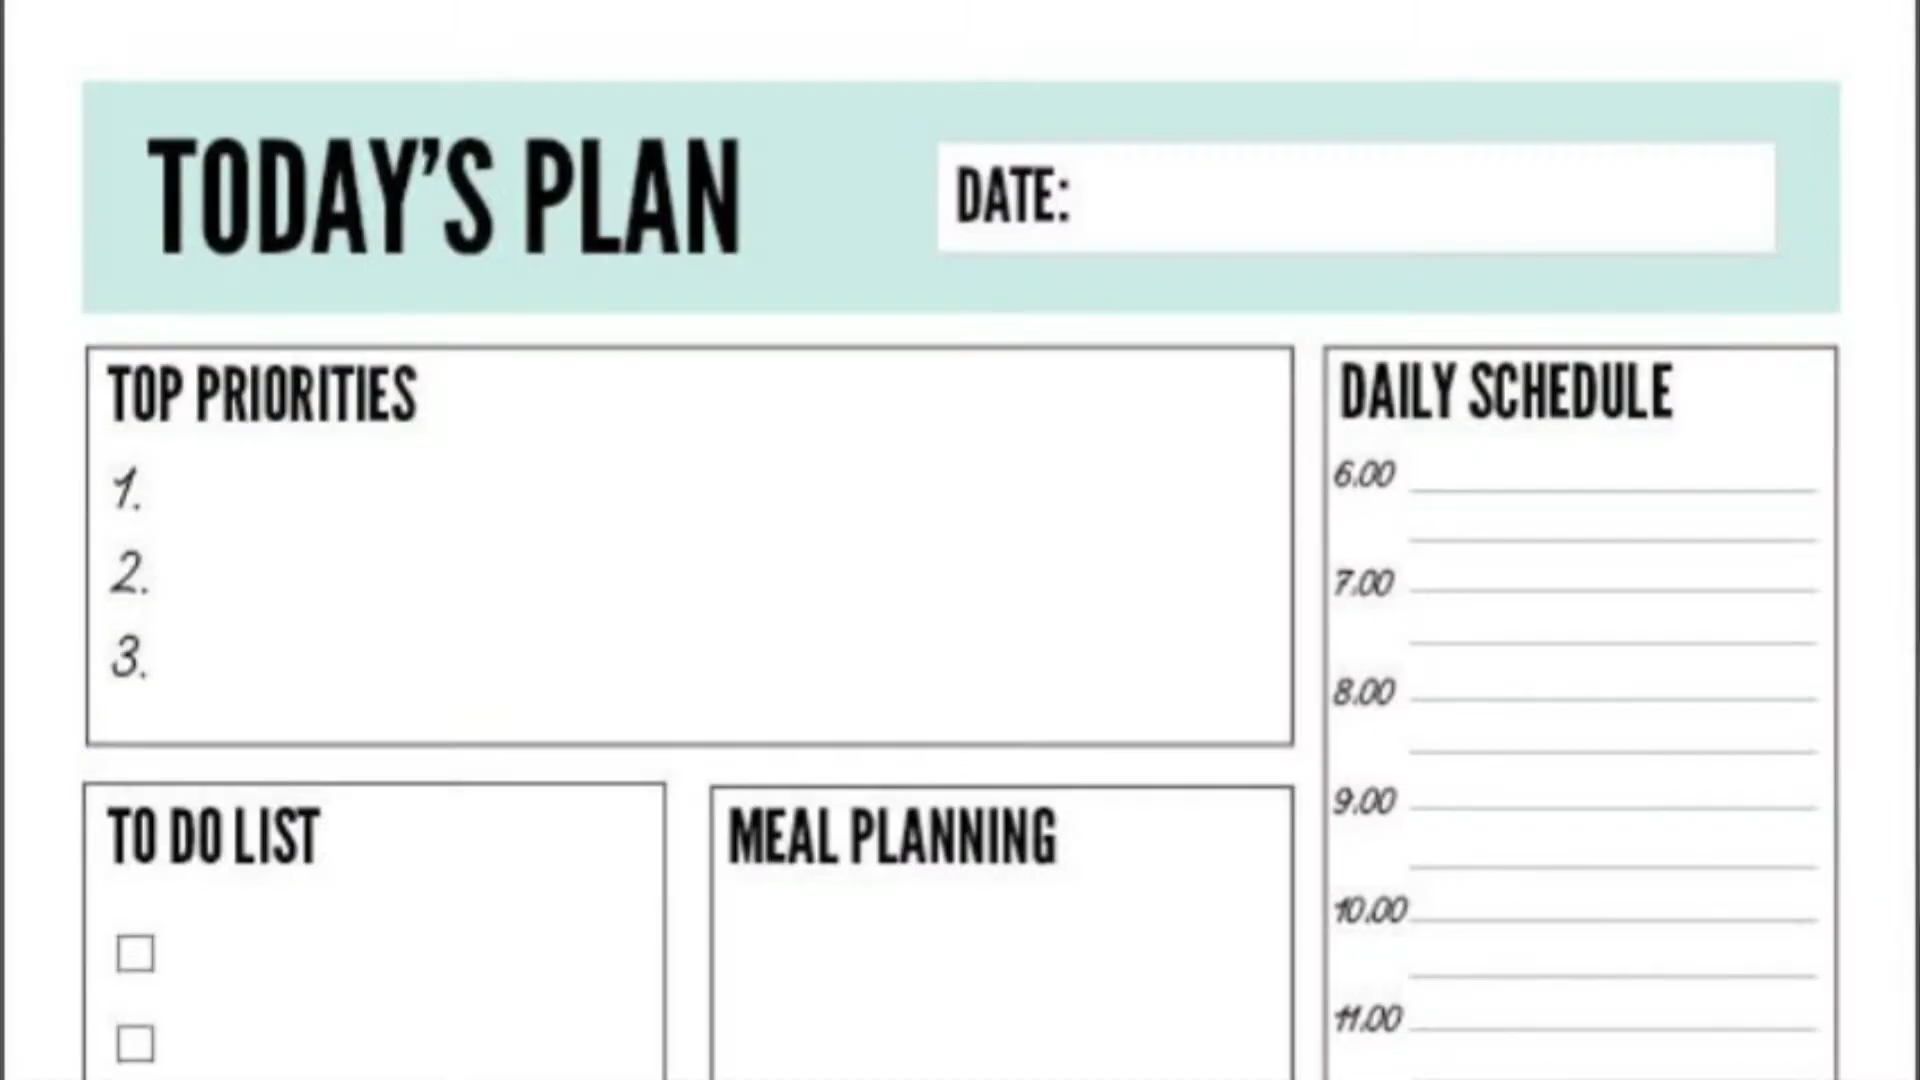 TODAY'S PLAN
DATE:
TOP PRIORITIES
1.
2.
3.
TO DO LIST
MEAL PLANNING
DAILY SCHEDULE
6.00
7.00
8.00
9.00
10.00
11.00